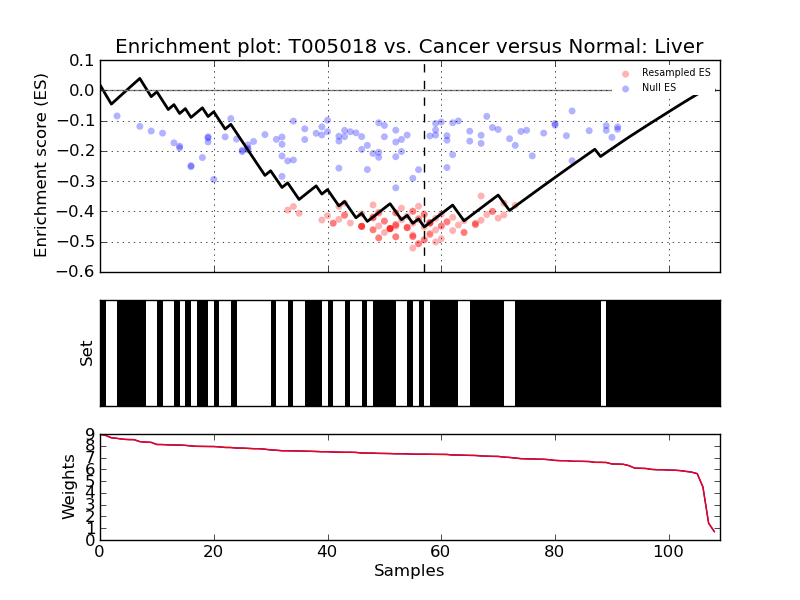 Enrichment plot: T005018 vs. Cancer versus Normal: Liver
Enrichment score (ES)
0.1
0.0
−0.1
−0.2
−0.3
−0.4
−0.5
−0.6
Resampled ES
Null ES
Set
Weights
9
8
7
6
5
4
3
2
1
0
0 20 40 60 80 100
Samples